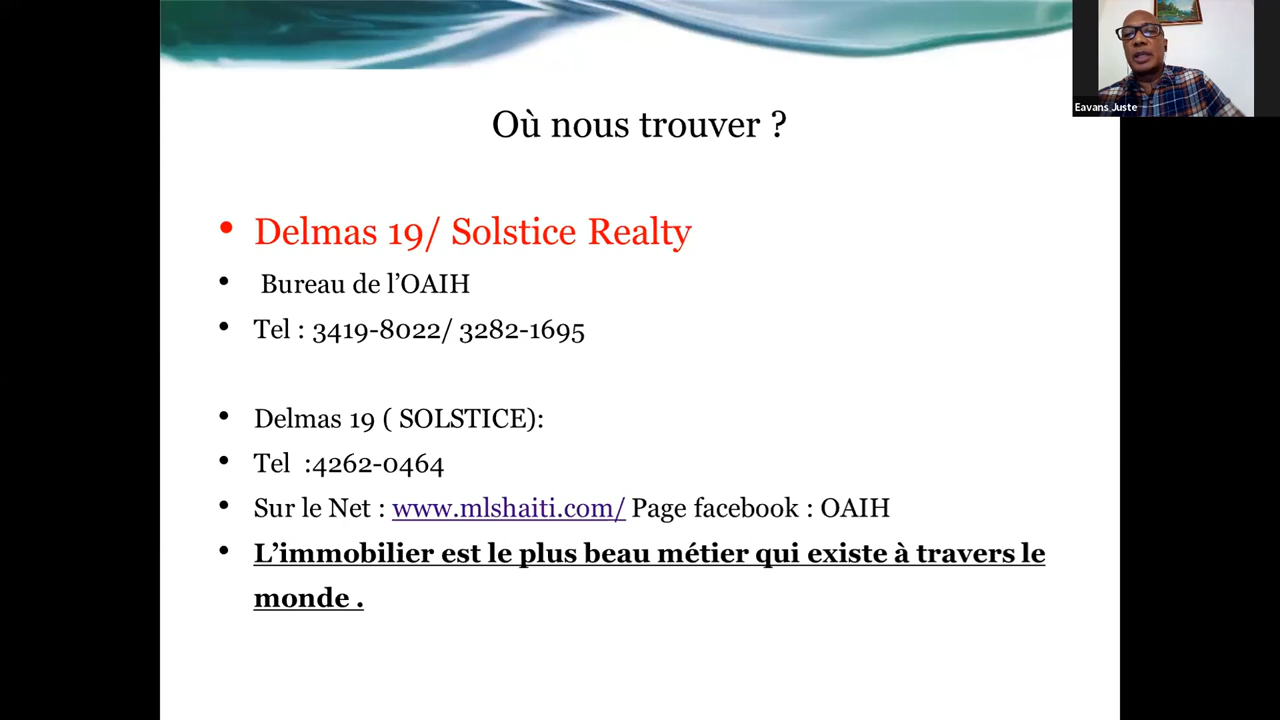 Où nous trouver ?
Eavans Juste
• Delmas 19/ Solstice Realty
• Bureau de l’OAIH
• Tel : 3419-8022/ 3282-1695
• Delmas 19 ( SOLSTICE):
• Tel :4262-0464
• Sur le Net : www.mlshaiti.com/ Page facebook : OAIH
• L’immobilier est le plus beau métier qui existe à travers le
monde .